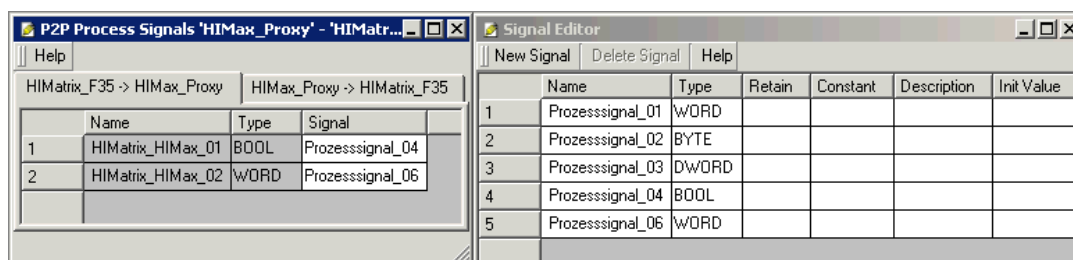 P2P Process Signals 'HIMax_Proxy' - 'HIMatr...
Help
HIMatrix_F35 -> HIMax_Proxy HIMax_Proxy -> HIMatrix_F35
Name Type Signal
1 HIMatrix_HIMax_01 BOOL Prozesssignal_04
2 HIMatrix_HIMax_02 WORD Prozesssignal_06
Signal Editor
New Signal Delete Signal Help
Name Type Retain Constant Description Init Value
1 Prozesssignal_01 WORD
2 Prozesssignal_02 BYTE
3 Prozesssignal_03 DWORD
4 Prozesssignal_04 BOOL
5 Prozesssignal_06 WORD